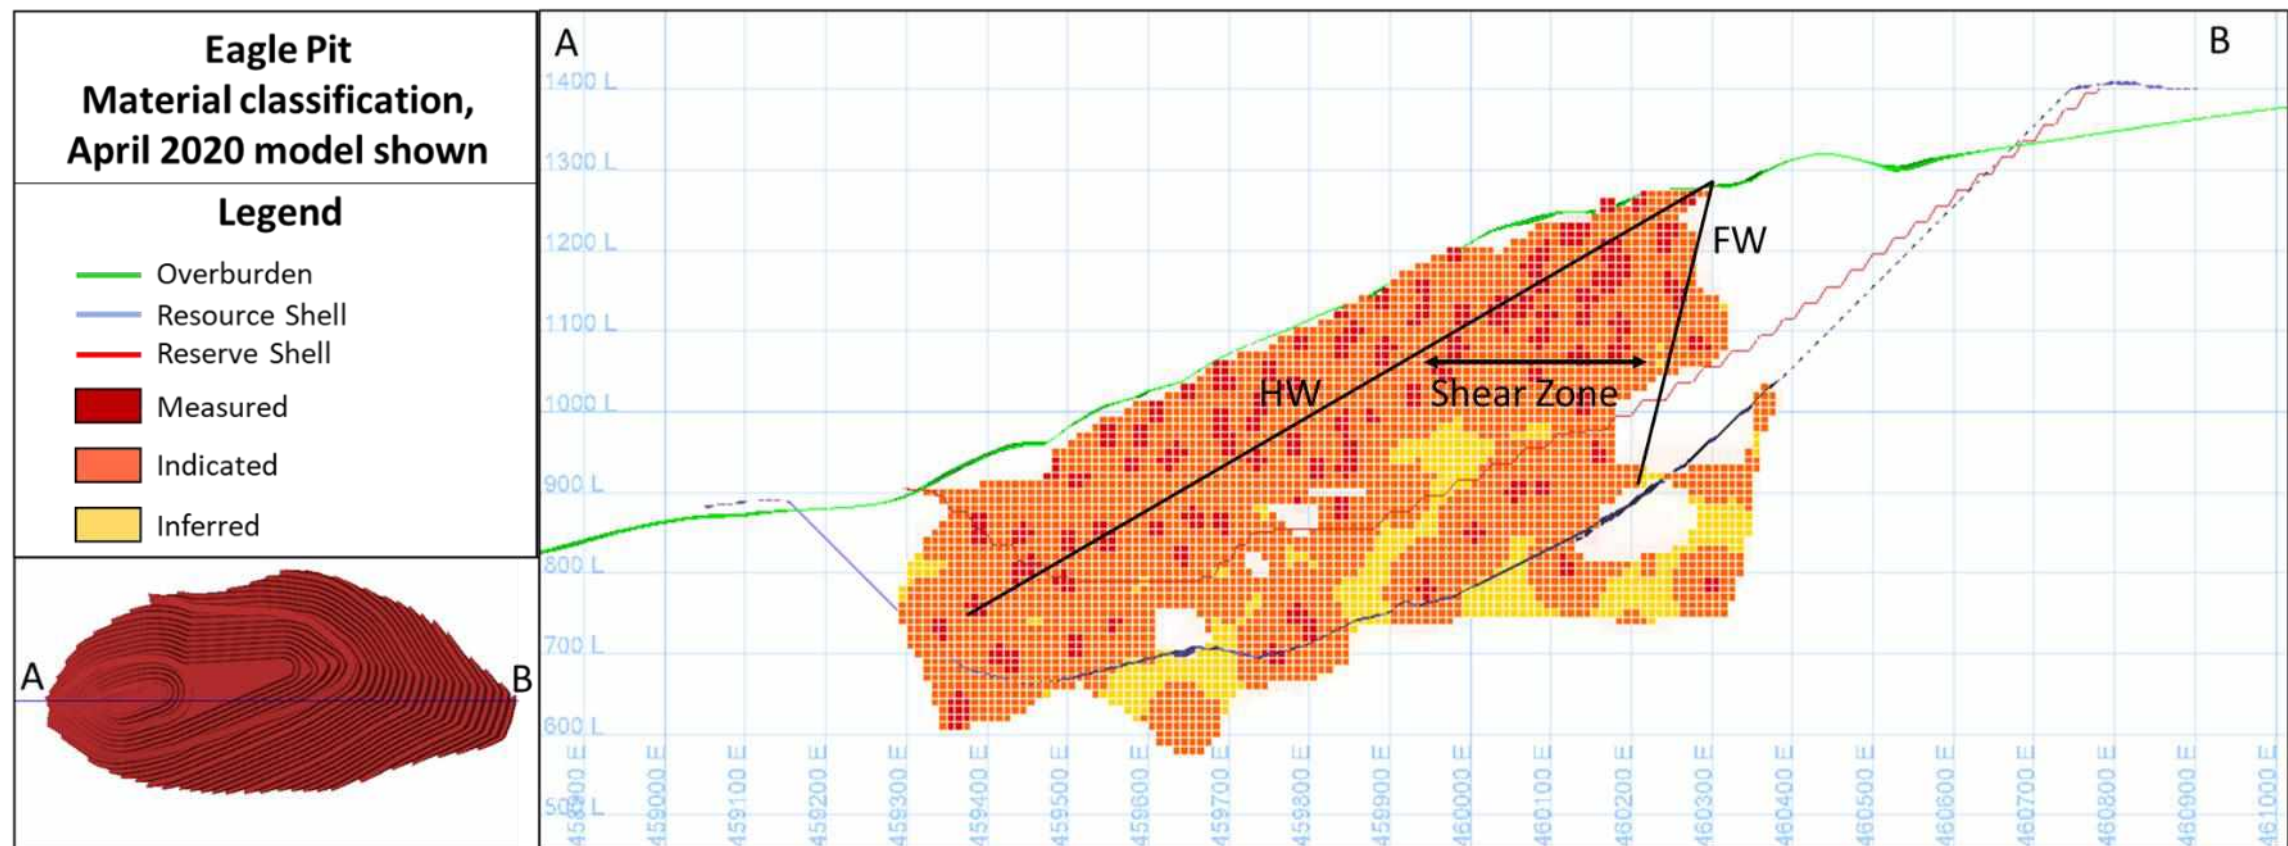 Eagle Pit
Material classification,
April 2020 model shown
Legend
Overburden
Resource Shell
Reserve Shell
Measured
Indicated
Inferred
A
B
A
B
1400 L
1300 L
1200 L
1100 L
1000 L
900 L
800 L
700 L
600 L
500 L
FW
HW
Shear Zone
458900 E
459000 E
459100 E
459200 E
459300 E
459400 E
459500 E
459600 E
459700 E
459800 E
459900 E
460000 E
460100 E
460200 E
460300 E
460400 E
460500 E
460600 E
460700 E
460800 E
460900 E
461000 E